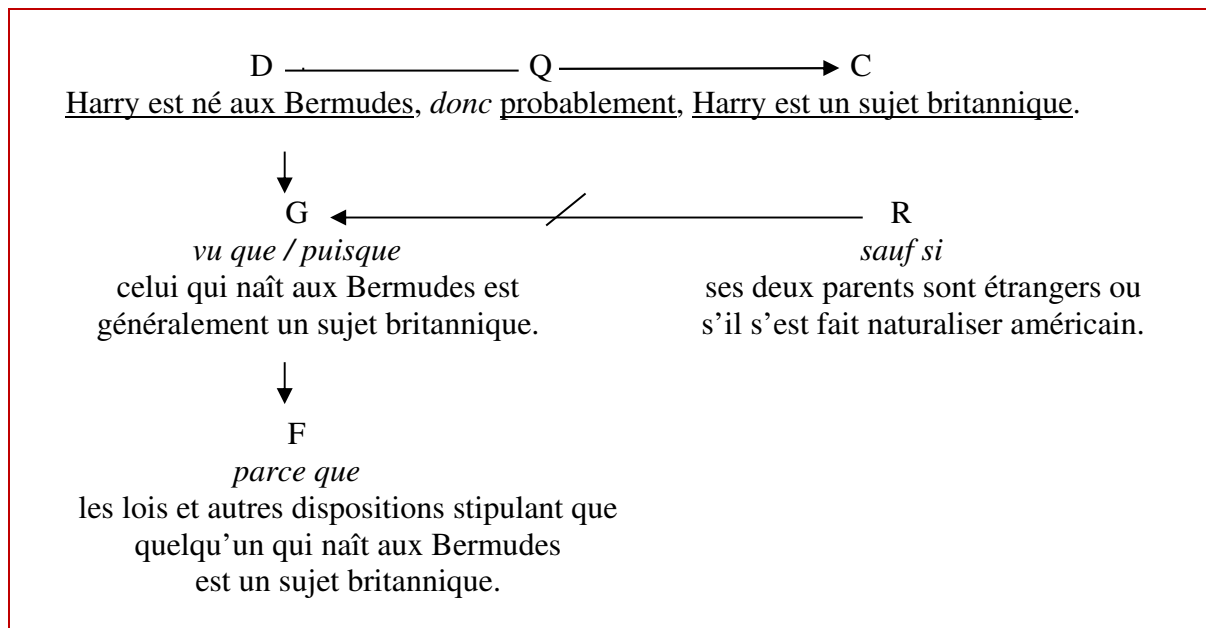 D Q C
Harry est né aux Bermudes, donc probablement, Harry est un sujet britannique.
G R
vu que / puisque sauf si
celui qui naît aux Bermudes est ses deux parents sont étrangers ou
généralement un sujet britannique. s'il s'est fait naturaliser américain.
F
parce que
les lois et autres dispositions stipulant que
quelqu'un qui naît aux Bermudes
est un sujet britannique.